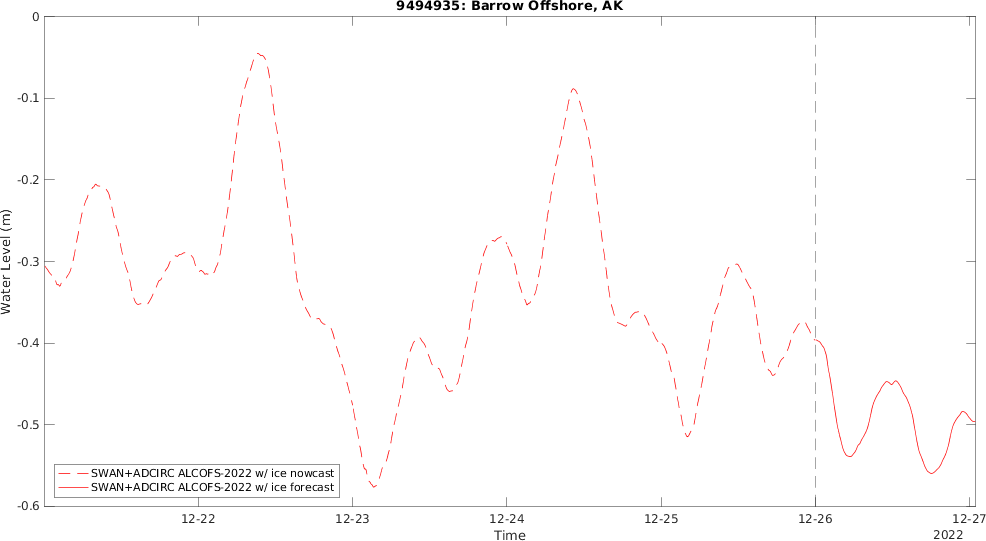 9494935: Barrow Offshore, AK
0
-0.1
-0.2
-0.3
-0.4
-0.5
-0.6
Water Level (m)
SWAN+ADCIRC ALCOFS-2022 w/ ice nowcast
SWAN+ADCIRC ALCOFS-2022 w/ ice forecast
12-22 12-23 12-24 12-25 12-26 12-27
Time
2022